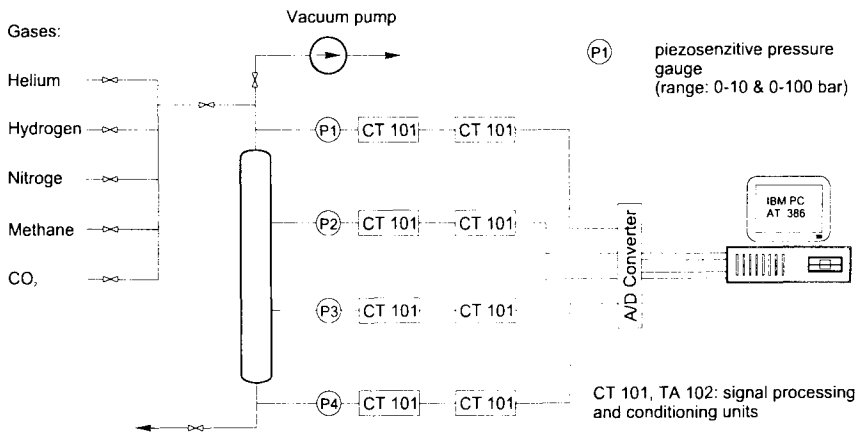 Vacuum pump
Gases:
P1
piezosenzitive pressure
gauge
(range: 0-10 & 0-100 bar)
Helium
Hydrogen
P1 CT 101 CT 101
Nitroge
IBM PC
AT 386
Methane
P2 CT 101 CT 101
CO,
A/D Converter
P3 CT 101 CT 101
P4 CT 101 CT 101
CT 101, TA 102: signal processing
and conditioning units